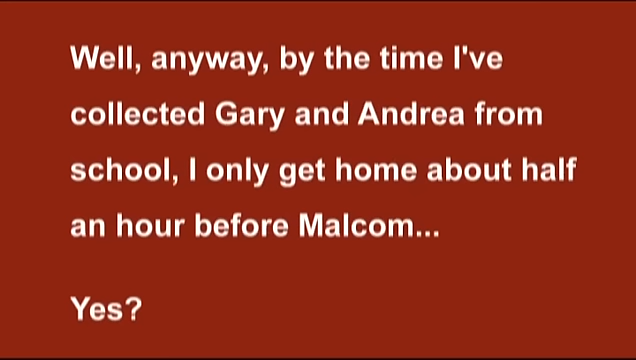 Well, anyway, by the time I've
collected Gary and Andrea from
school, I only get home about half
an hour before Malcom...
Yes?